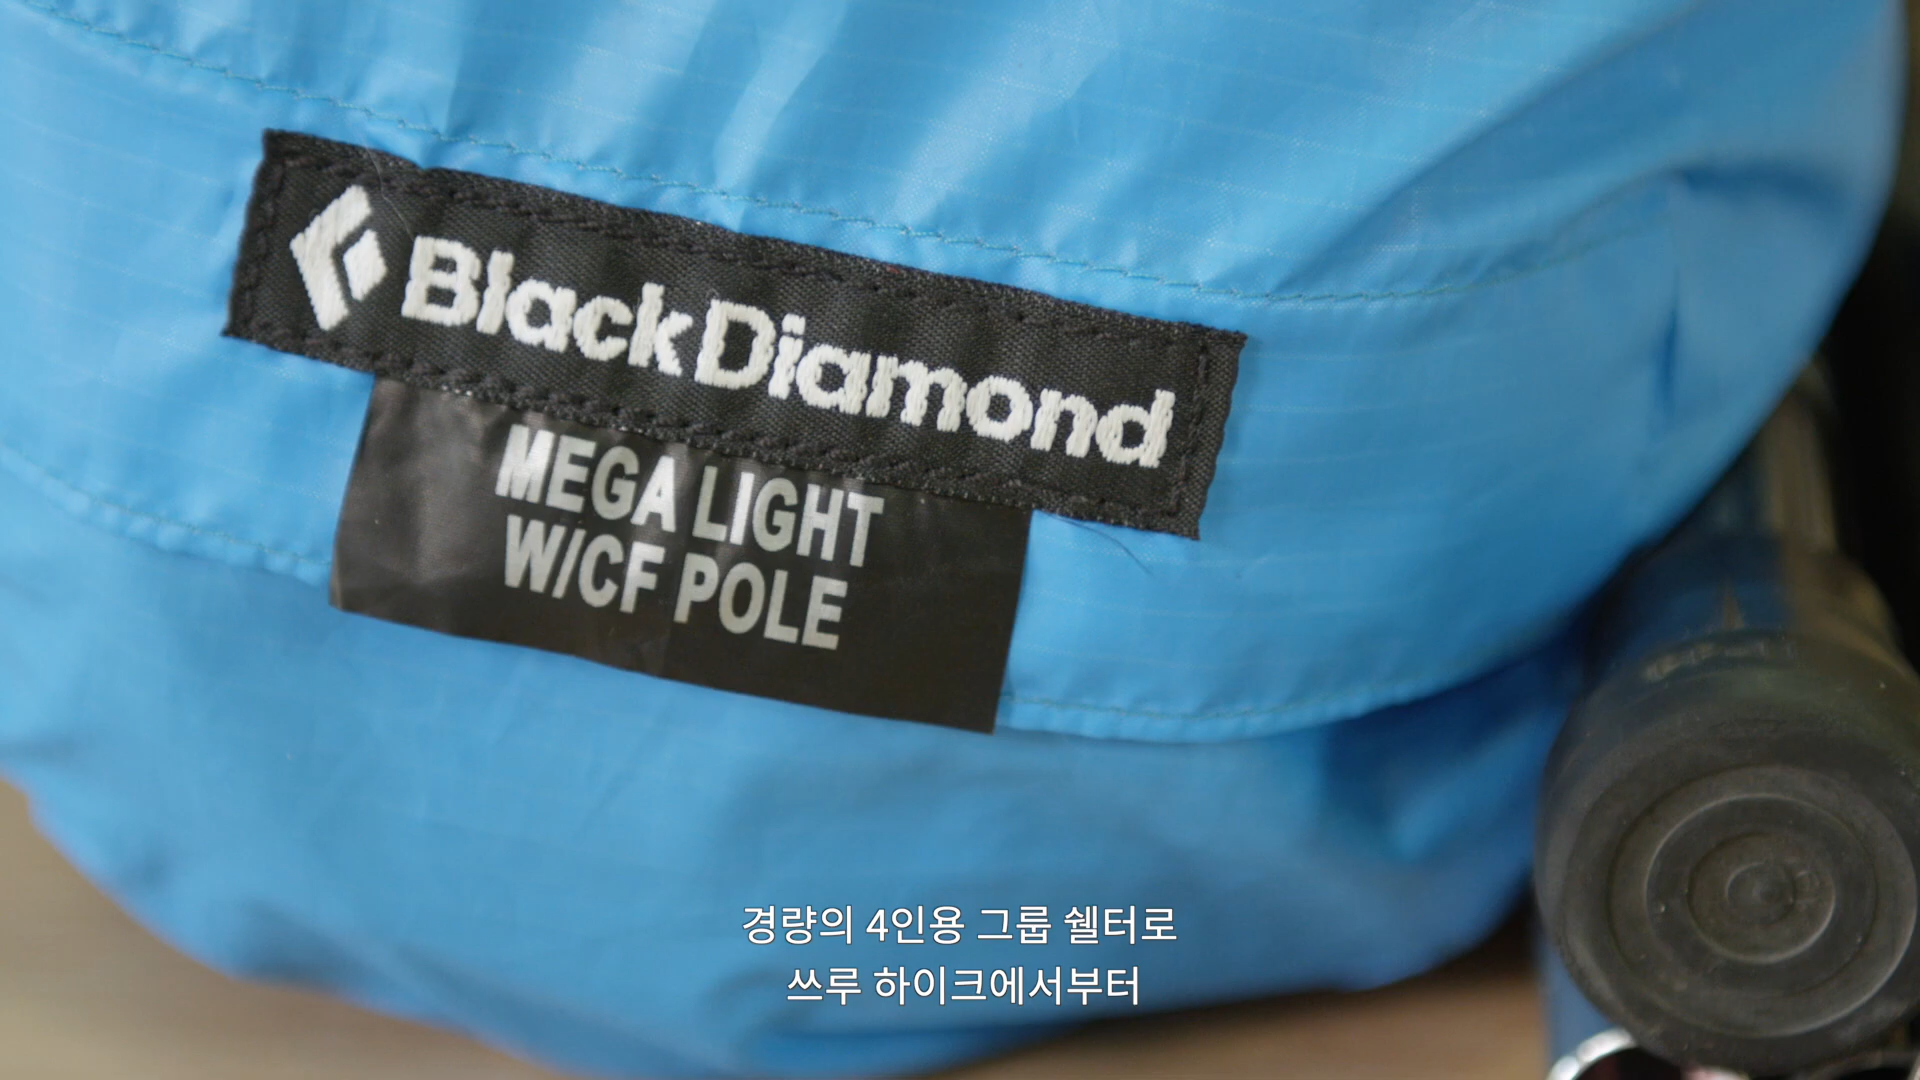 Black Diamond
MEGA LIGHT
W/CF POLE
경량의 4인용 그룹 쉘터로
쓰루 하이크에서부터